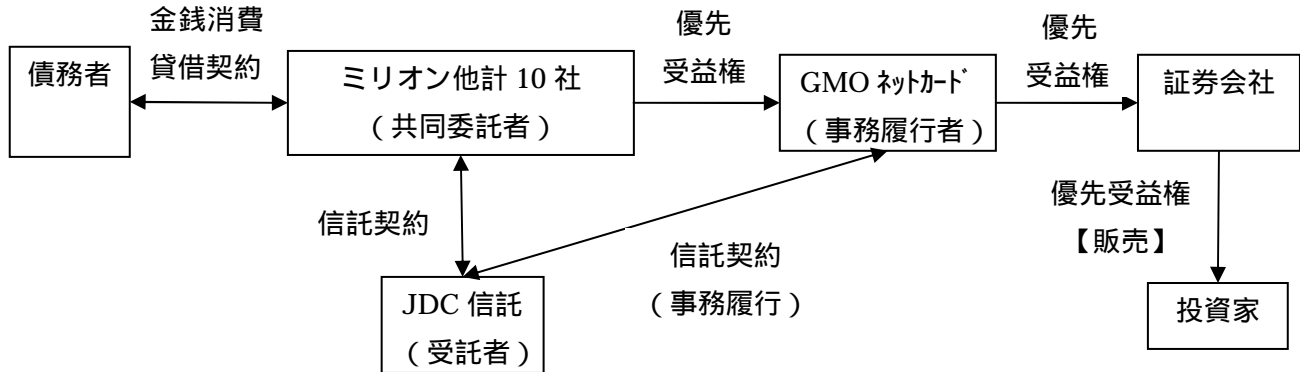 金銭消費
貸借契約
債務者
ミリオン他計 10 社
（共同委託者）
優先
受益権
GMO ﾈｯﾄｶｰﾄﾞ
（事務履行者）
優先
受益権
証券会社
信託契約
信託契約
（事務履行）
優先受益権
【販売】
JDC 信託
（受託者）
投資家